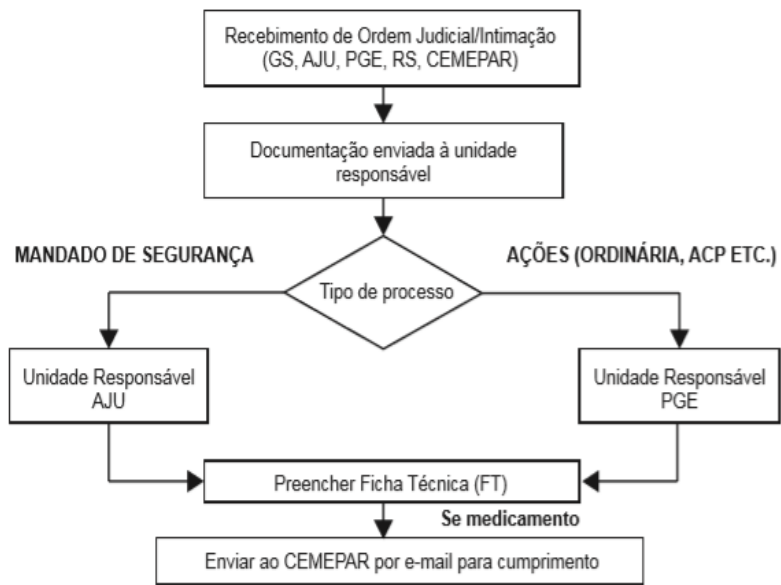 Recebimento de Ordem Judicial/Intimação
(GS, AJU, PGE, RS, CEMEPAR)
Documentação enviada à unidade
responsável
MANDADO DE SEGURANÇA
AÇÕES (ORDINÁRIA, ACP ETC.)
Tipo de processo
Unidade Responsável
AJU
Unidade Responsável
PGE
Preencher Ficha Técnica (FT)
Se medicamento
Enviar ao CEMEPAR por e-mail para cumprimento